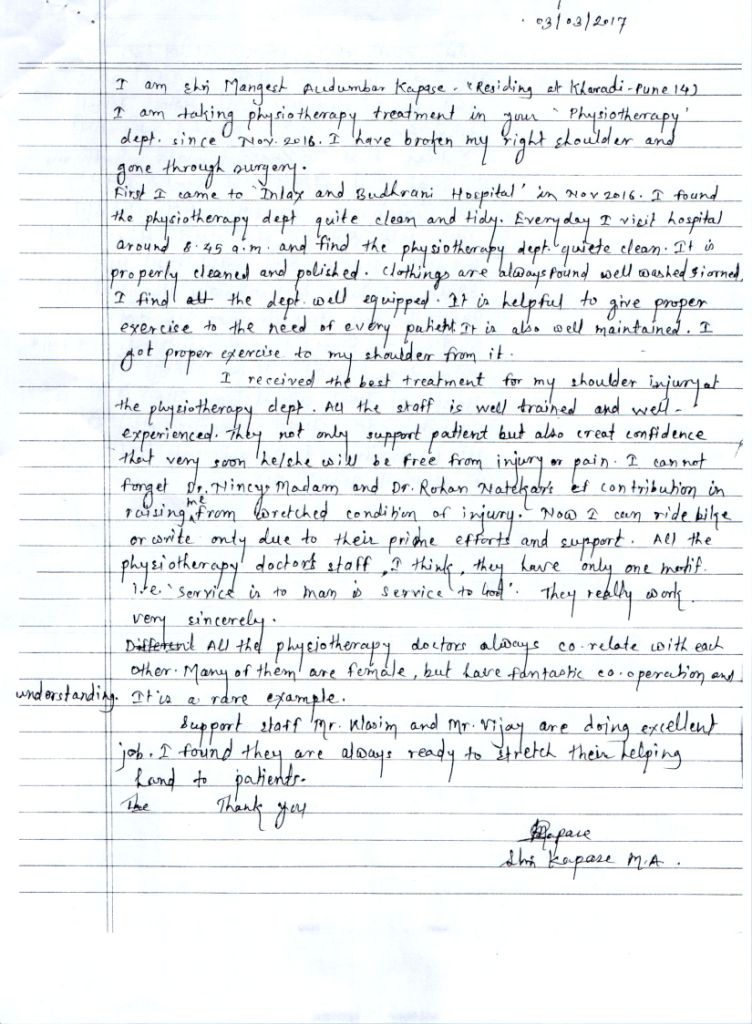 03/03/2017
I am Shri Mangesh Audumbar Kapase. (Residing at Kharadi-Pune 14)
I am taking physiotherapy treatment in your "Physiotherapy"
dept. since Nov. 2016. I have broken my right shoulder and
gone through surgery.
First I came to 'Inlax and Budhrani Hospital' in Nov 2016. I found
the physiotherapy dept quite clean and tidy. Everyday I visit hospital
around 8.45 a.m. and find the physiotherapy dept. quiete clean. It is
properly cleaned and polished. Clothings are always found well washed & iorned,
I find all the dept. well equipped. It is helpful to give proper
exercise to the need of every patient. It is also well maintained. I
got proper exercise to my shoulder from it.
I received the best treatment for my shoulder injury at
the physiotherapy dept. All the staff is well trained and well-
experienced. They not only support patient but also creat confidence
that very soon he/she will be free from injury or pain. I can not
forget Dr. Nincy Madam and Dr. Rohan Natekar's contribution in
raising me from wretched condition of injury. Now I can ride bike
or write only due to their prime efforts and support. All the
physiotherapy doctors staff, I think, they have only one motif.
i.e. 'Service is to man is service to God'. They really work
very sincerely.
Different All the physiotherapy doctors always co-relate with each
other. Many of them are female, but have fantastic co-operation and
understanding. It is a rare example.
Support staff Mr. Wasim and Mr. Vijay are doing excellent
job. I found they are always ready to stretch their helping
hand to patients.
The Thank you
Kapase
Shri Kapase M.A.